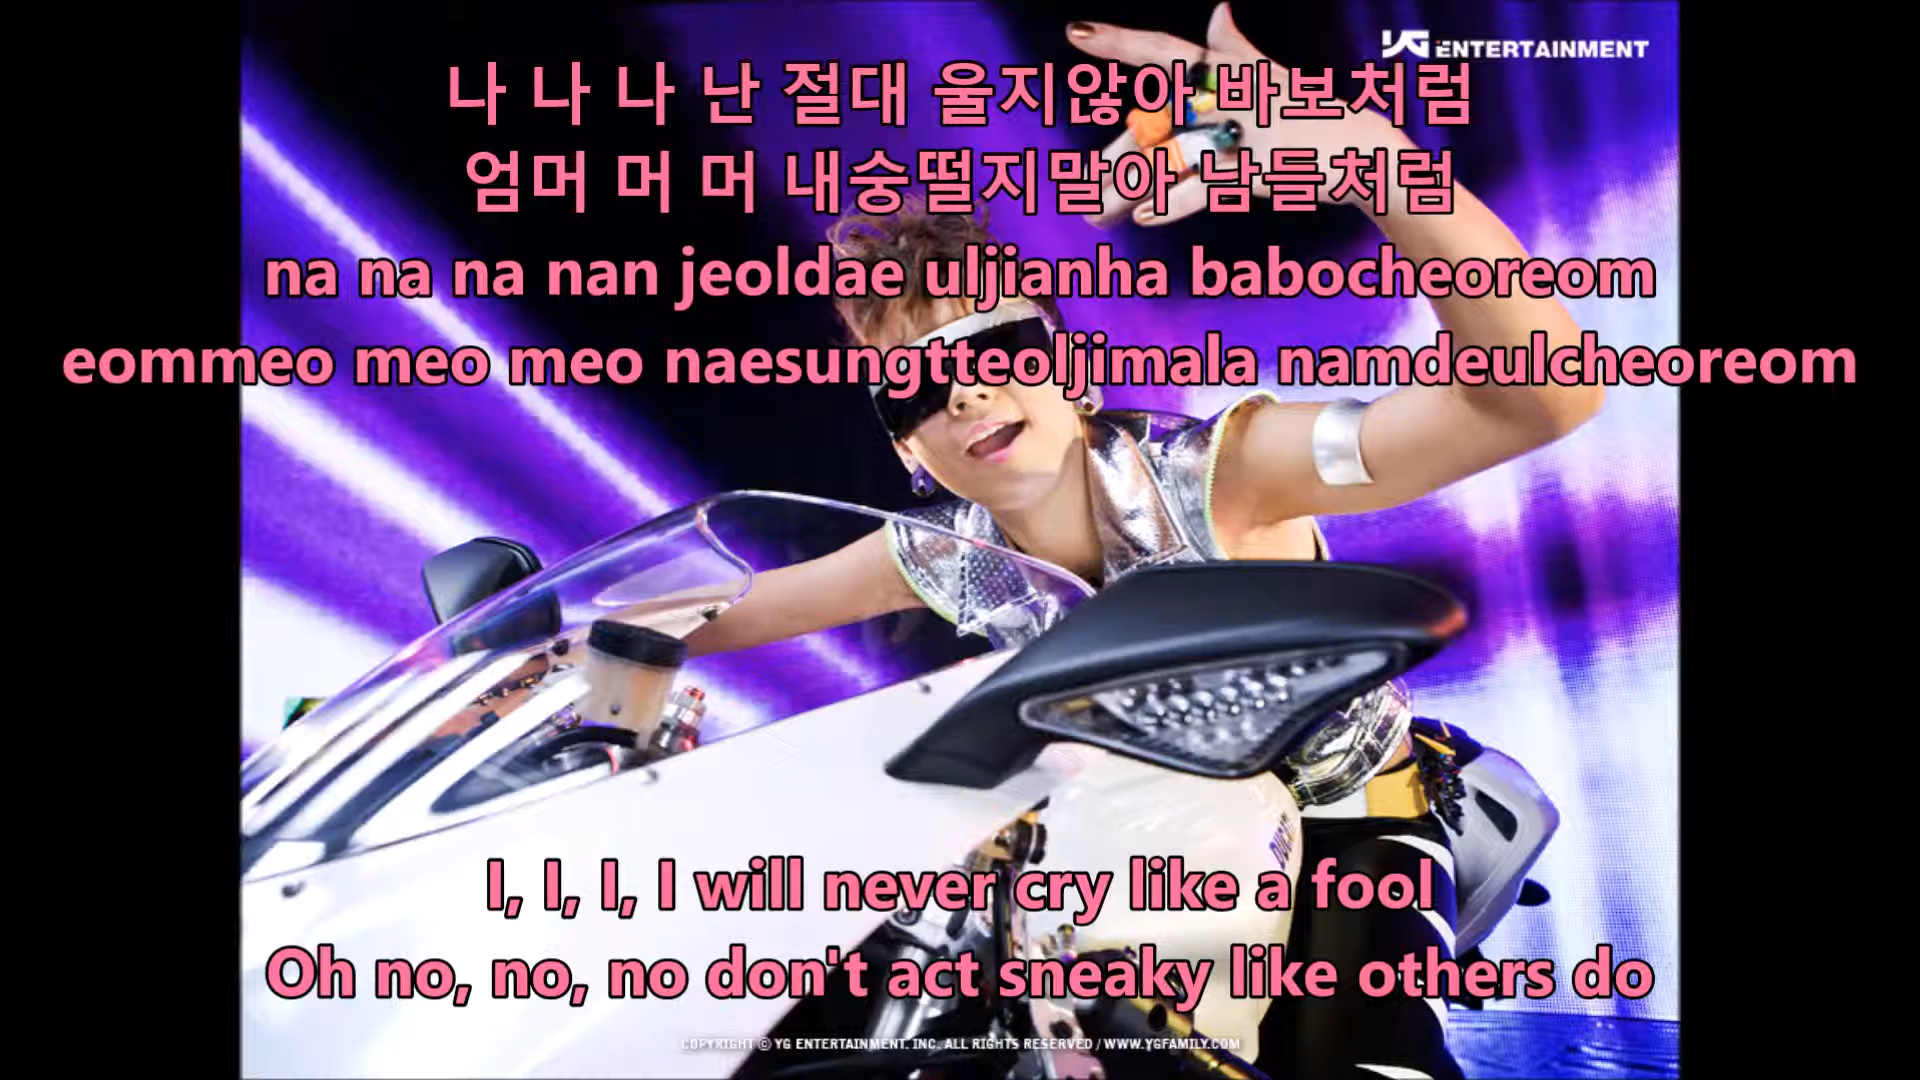 YG ENTERTAINMENT
나 나 나 난 절대 울지않아 바보처럼
엄머 머 머 내숭떨지말아 남들처럼
na na na nan jeoldae uljianha babocheoreom
eommeo meo meo naesungtteoljimala namdeulcheoreom
I, I, I, I will never cry like a fool
Oh no, no, no don't act sneaky like others do
COPYRIGHT © YG ENTERTAINMENT. INC. ALL RIGHTS RESERVED / WWW.YGFAMILY.COM